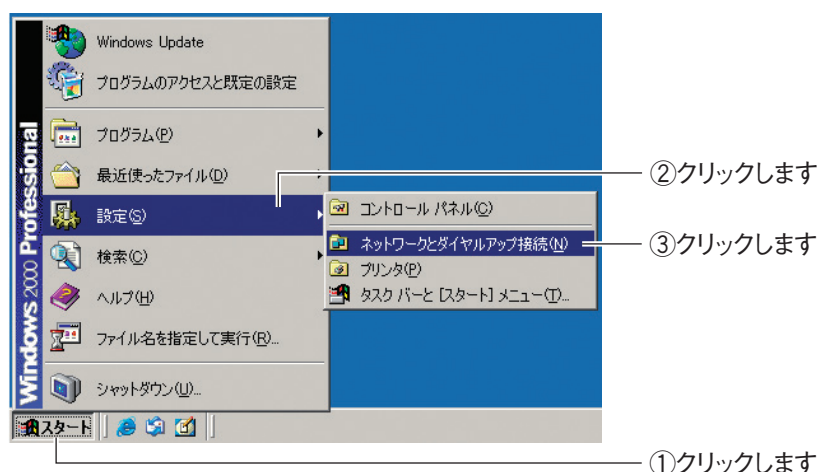 Windows 2000 Professional
Windows Update
プログラムのアクセスと既定の設定
プログラム(P)
最近使ったファイル(D)
設定(S)
検索(C)
ヘルプ(H)
ファイル名を指定して実行(R)...
シャットダウン(U)...
コントロール パネル(C)
ネットワークとダイヤルアップ接続(N)
プリンタ(P)
タスク バーと [スタート] メニュー(T)...
スタート
②クリックします
③クリックします
①クリックします